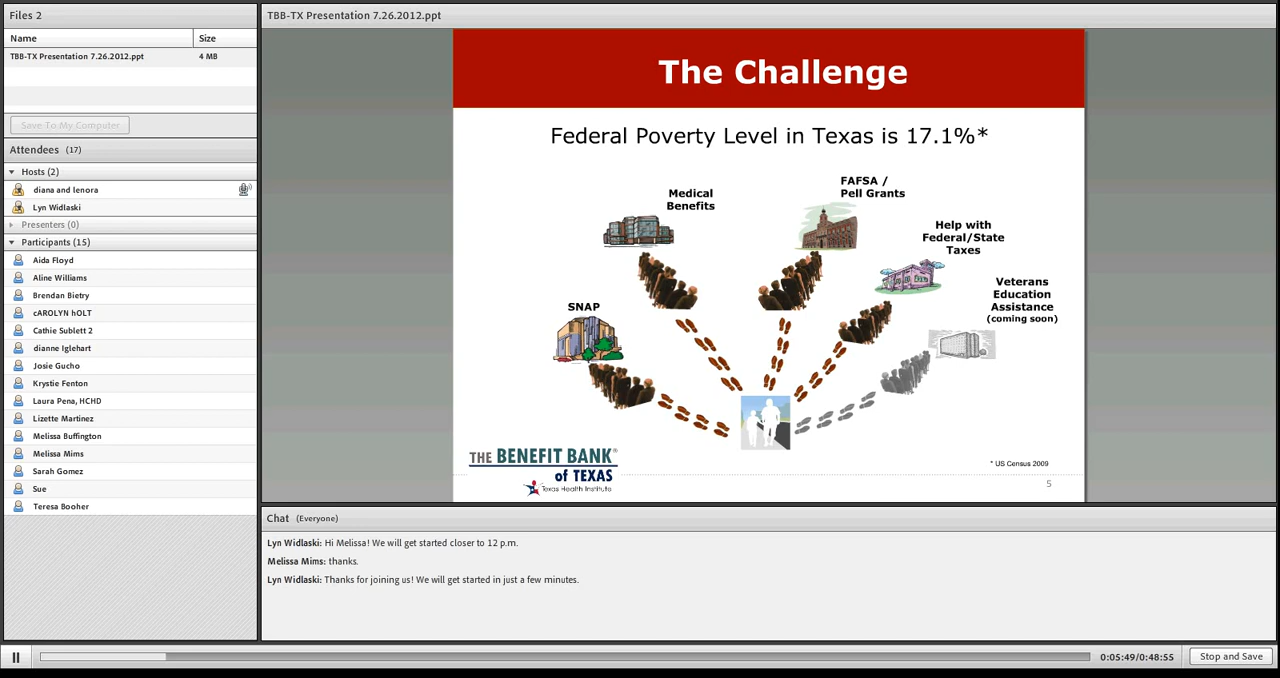 Files 2
TBB-TX Presentation 7.26.2012.ppt
Name
Size
TBB-TX Presentation 7.26.2012.ppt
4 MB
Save To My Computer
Attendees (17)
Hosts (2)
diana and lenora
Lyn Widlaski
Presenters (0)
Participants (15)
Aida Floyd
Aline Williams
Brendan Bietry
cAROLYN hOLT
Cathie Sublett 2
dianne Iglehart
Josie Gucho
Krystie Fenton
Laura Pena, HCHD
Lizette Martinez
Melissa Buffington
Melissa Mims
Sarah Gomez
Sue
Teresa Booher
The Challenge
Federal Poverty Level in Texas is 17.1%*
Medical
Benefits
FAFSA /
Pell Grants
Help with
Federal/State
Taxes
Veterans
Education
Assistance
(coming soon)
SNAP
THE BENEFIT BANK®
of TEXAS
Texas Health Institute.
* US Census 2009
5
Chat (Everyone)
Lyn Widlaski: Hi Melissa! We will get started closer to 12 p.m.
Melissa Mims: thanks.
Lyn Widlaski: Thanks for joining us! We will get started in just a few minutes.
0:05:49/0:48:55
Stop and Save